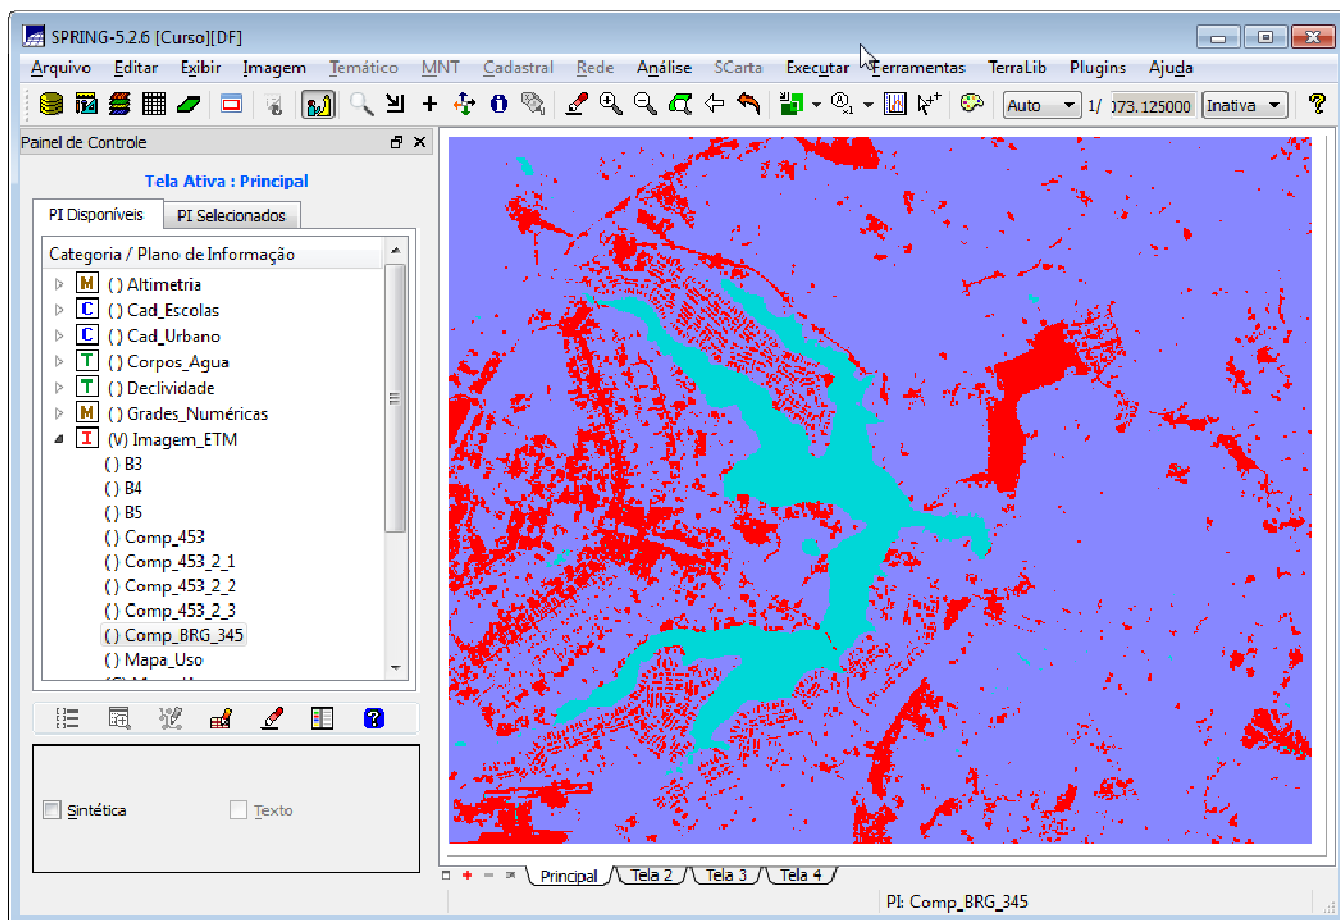 SPRING-5.2.6 [Curso][DF]
Arquivo Editar Exibir Imagem Temático MNT Cadastral Rede Análise SCarta Executar Ferramentas TerraLib Plugins Ajuda
Auto 1/ 073.125000 Inativa
Painel de Controle
Tela Ativa : Principal
PI Disponíveis PI Selecionados
Categoria / Plano de Informação
M () Altimetria
C () Cad_Escolas
C () Cad_Urbano
T () Corpos_Agua
T () Declividade
M () Grades_Numéricas
I (V) Imagem_ETM
() B3
() B4
() B5
() Comp_453
() Comp_453_2_1
() Comp_453_2_2
() Comp_453_2_3
() Comp_BRG_345
() Mapa_Uso
Sintética Texto
Principal Tela 2 Tela 3 Tela 4
PI: Comp_BRG_345